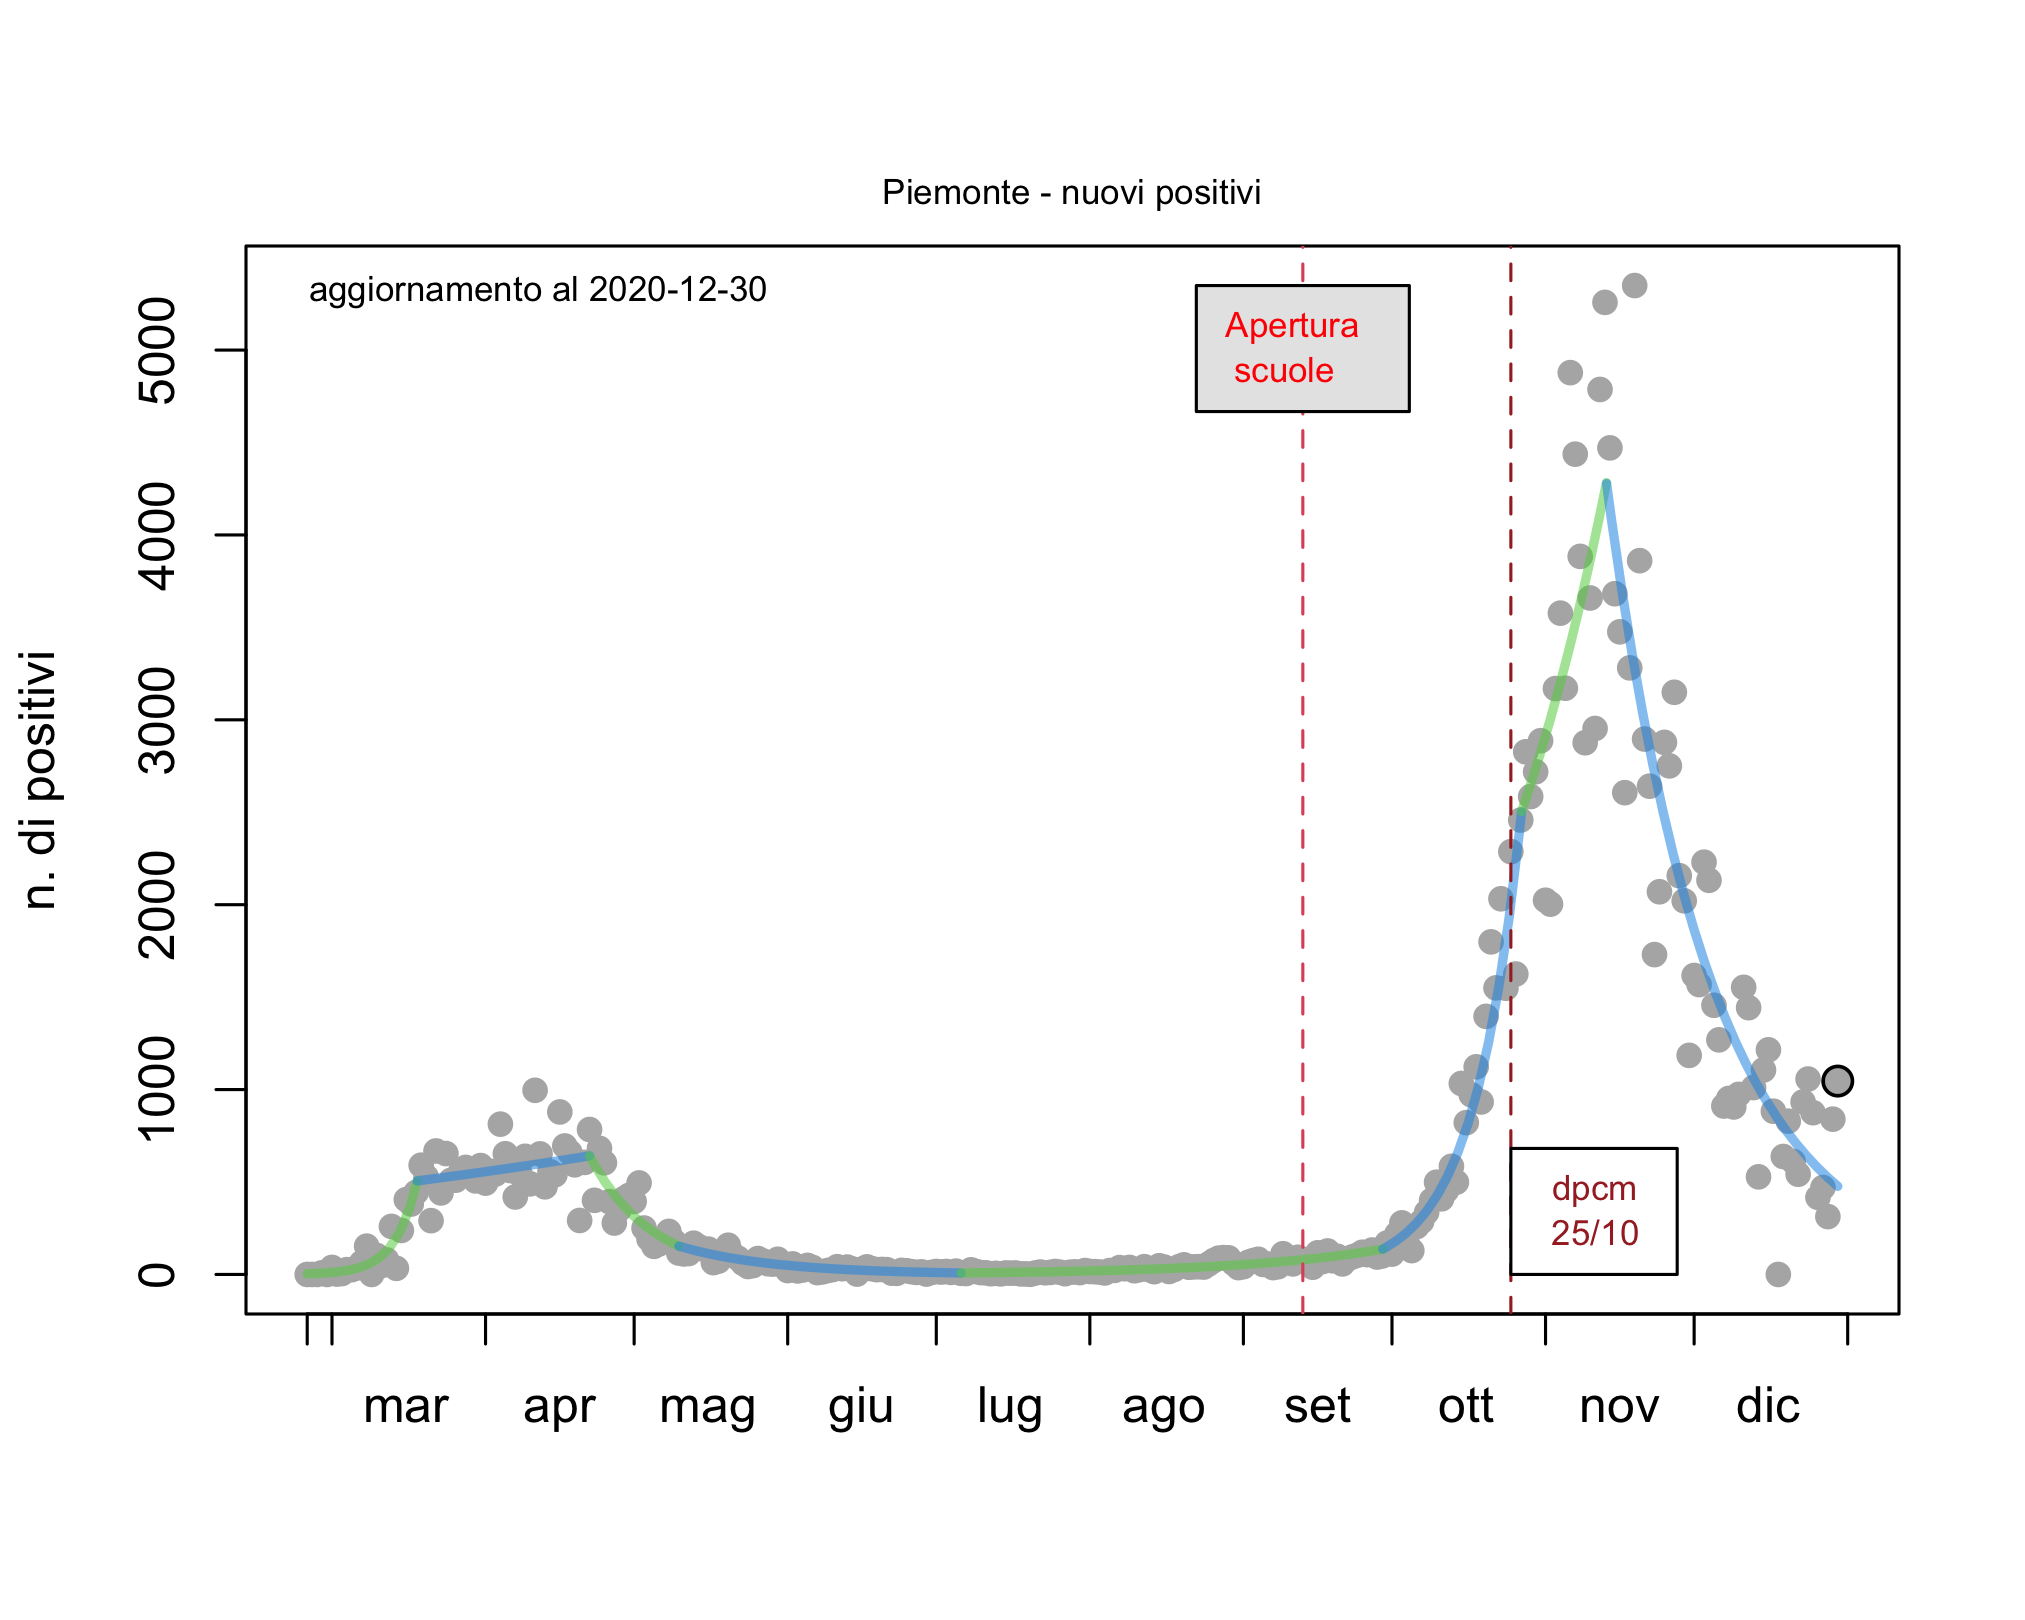 Piemonte - nuovi positivi
aggiornamento al 2020-12-30
Apertura
scuole
n. di positivi
5000
4000
3000
2000
1000
0
dpcm
25/10
mar apr mag giu lug ago set ott nov dic